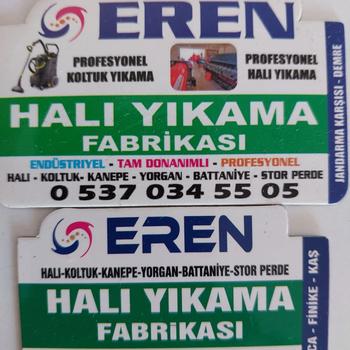 EREN
PROFESYONEL
KOLTUK YIKAMA
PROFESYONEL
HALI YIKAMA
HALI YIKAMA
FABRİKASI
ENDÜSTRİYEL - TAM DONANIMLI - PROFESYONEL
HALI - KOLTUK - KANEPE - YORGAN - BATTANİYE - STOR PERDE
0 537 034 55 05
JANDARMA KARŞISI - DEMRE
EREN
HALI-KOLTUK-KANEPE-YORGAN-BATTANİYE-STOR PERDE
HALI YIKAMA
FABRİKASI
- FİNİKE - KAŞ